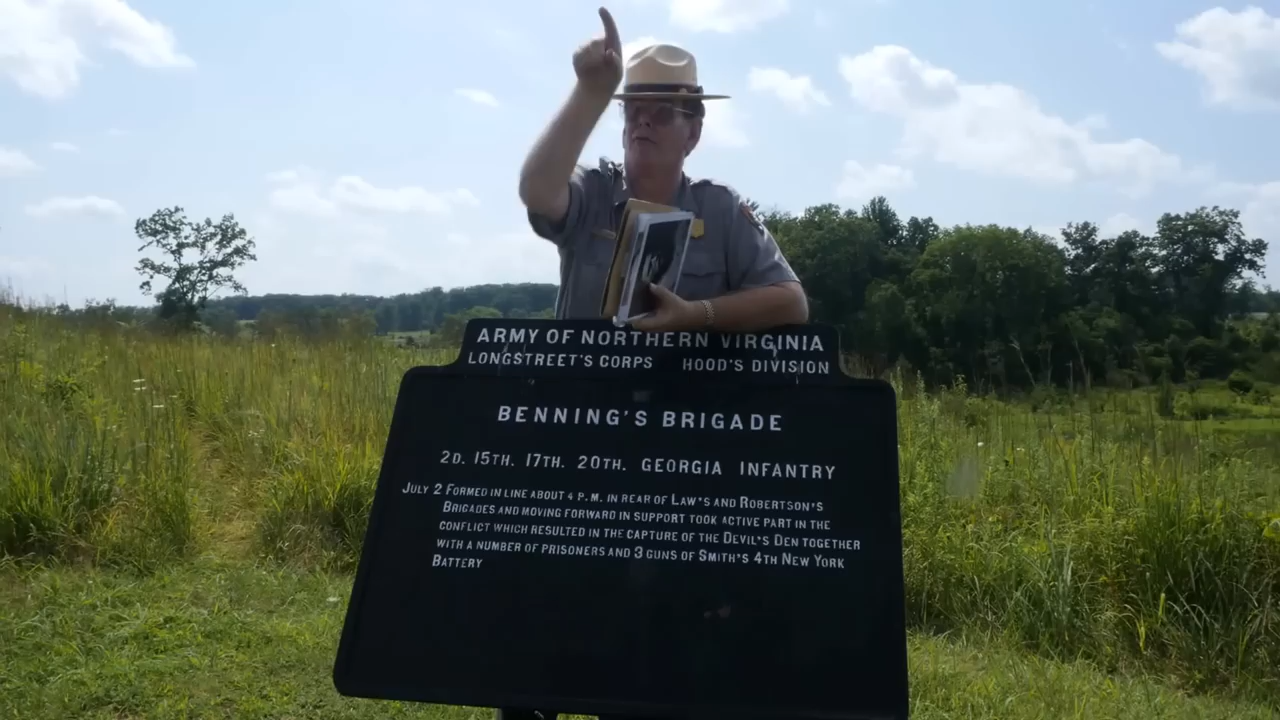 ARMY OF NORTHERN VIRGINIA
LONGSTREET'S CORPS HOOD'S DIVISION
BENNING'S BRIGADE
2D. 15TH. 17TH. 20TH. GEORGIA INFANTRY
JULY 2 FORMED IN LINE ABOUT 4 P.M. IN REAR OF LAW'S AND ROBERTSON'S
BRIGADES AND MOVING FORWARD IN SUPPORT TOOK ACTIVE PART IN THE
CONFLICT WHICH RESULTED IN THE CAPTURE OF THE DEVIL'S DEN TOGETHER
WITH A NUMBER OF PRISONERS AND 3 GUNS OF SMITH'S 4TH NEW YORK
BATTERY